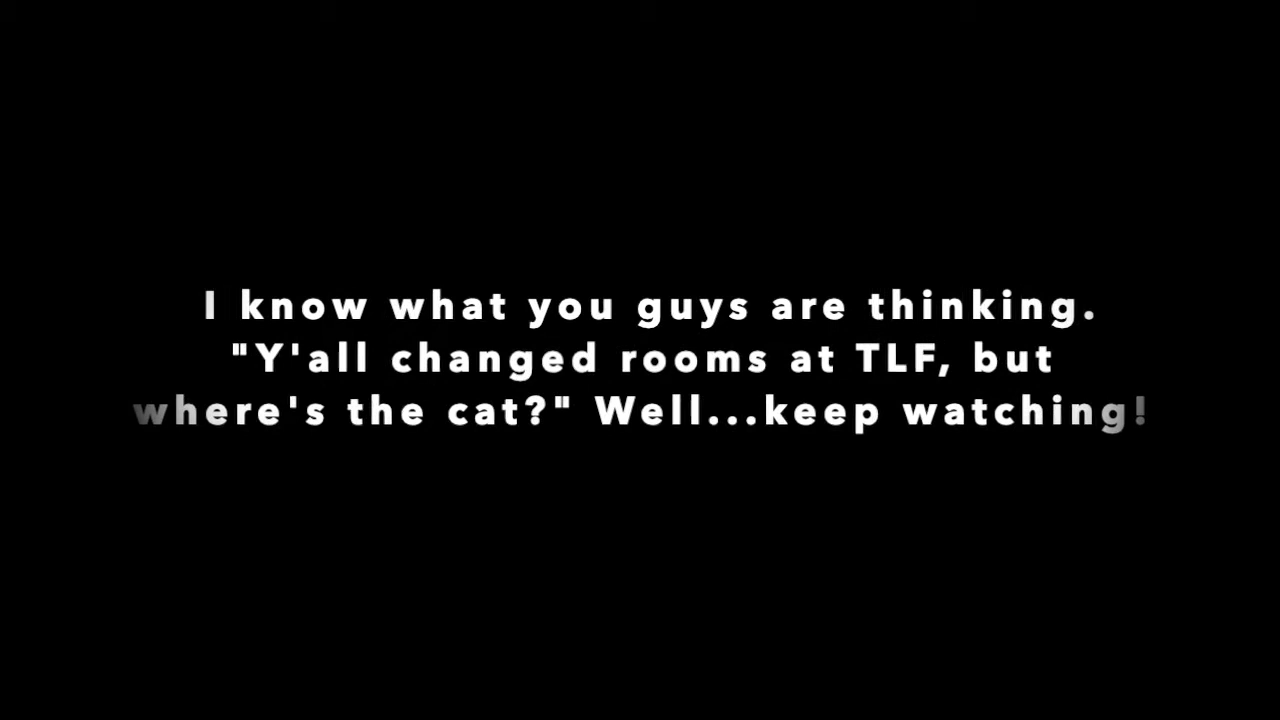 I know what you guys are thinking.
"Y'all changed rooms at TLF, but
where's the cat?" Well...keep watching!